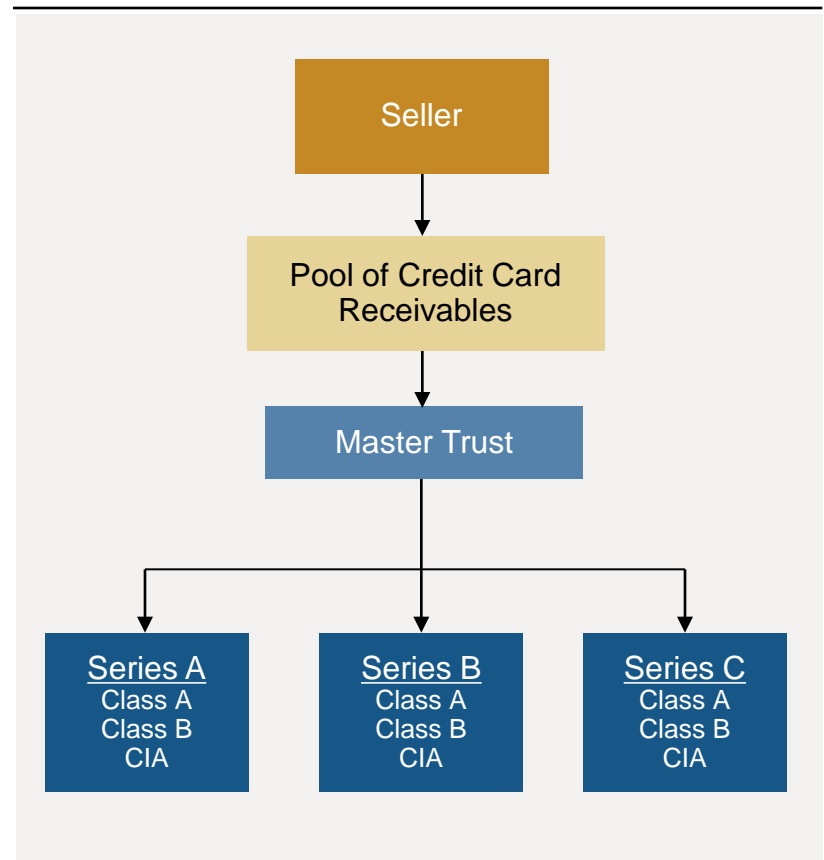 Seller
Pool of Credit Card
Receivables
Master Trust
Series A
Class A
Class B
CIA
Series B
Class A
Class B
CIA
Series C
Class A
Class B
CIA